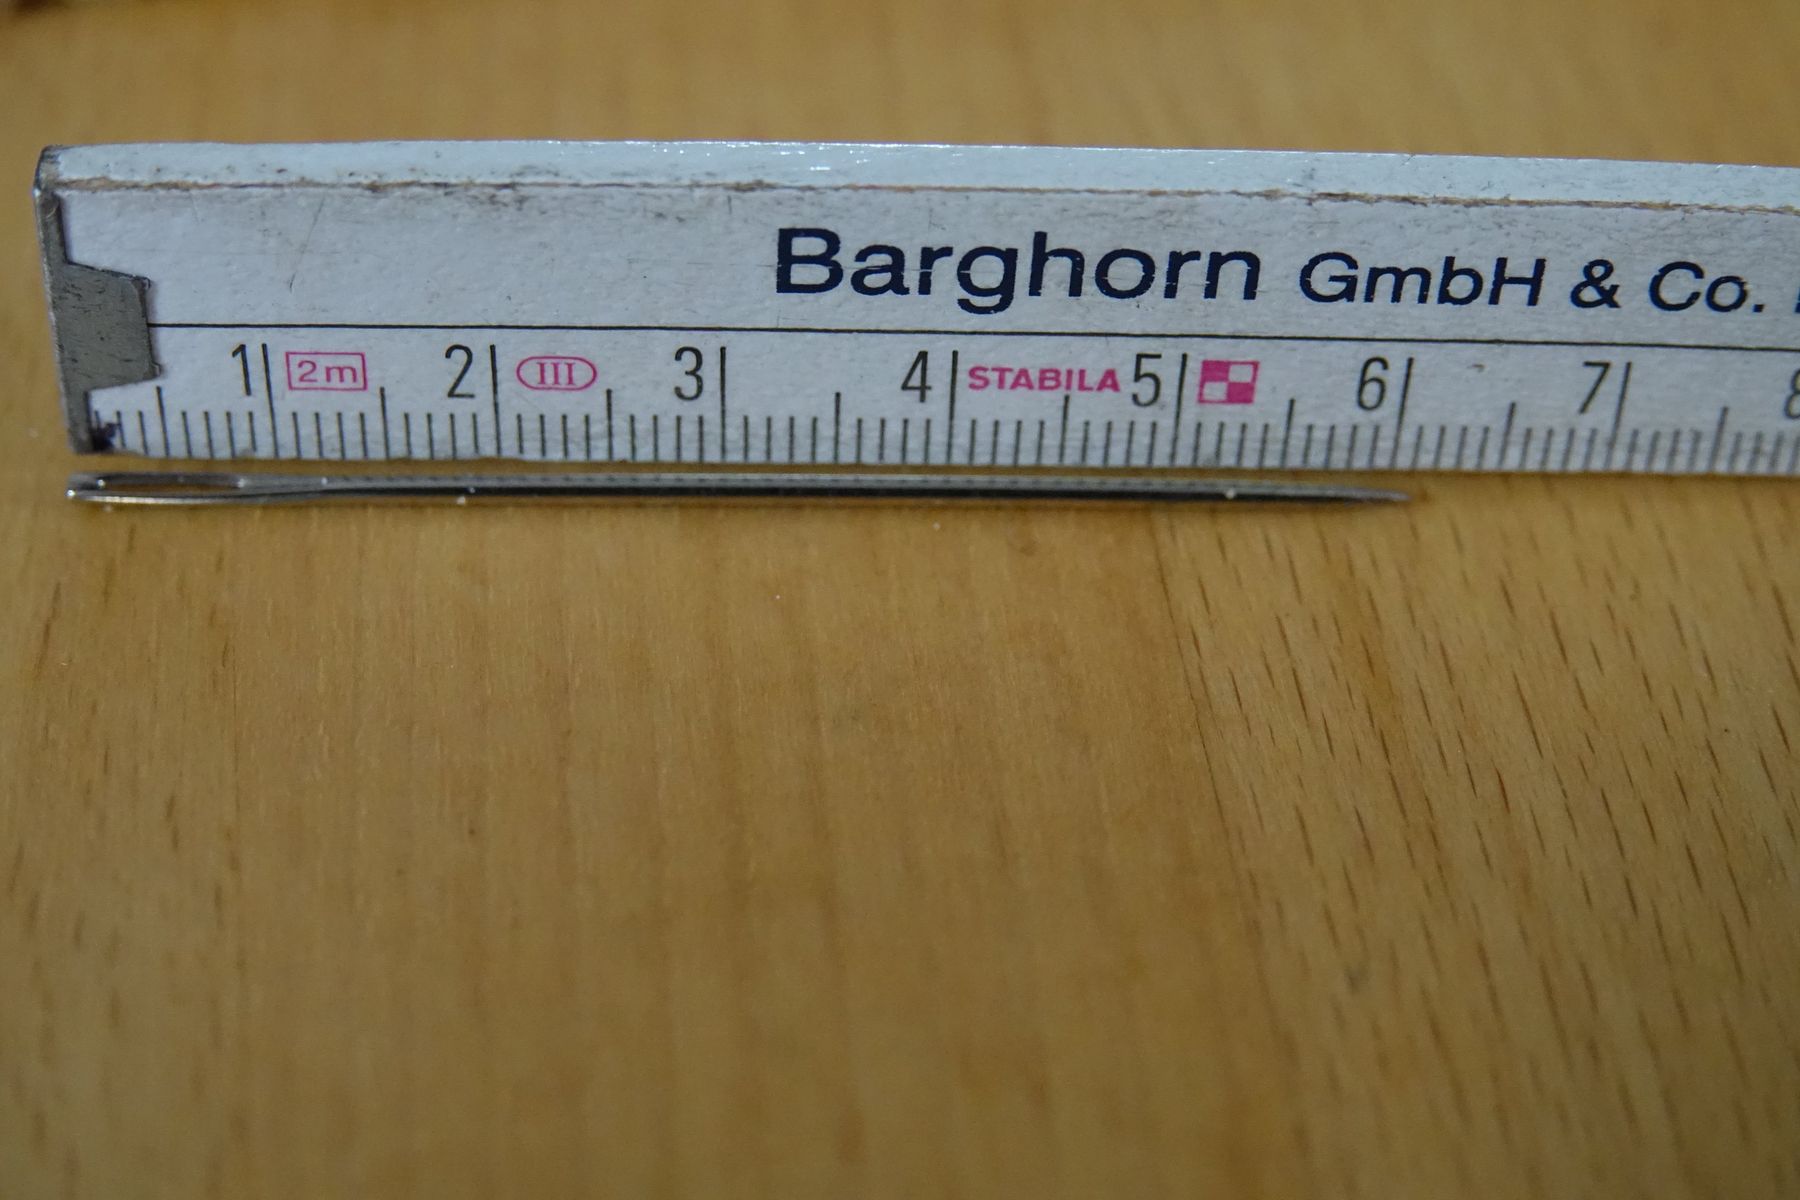 Barghorn GmbH & Co.
1 2m 2 III 3 4 STABILA 5 6 7 8